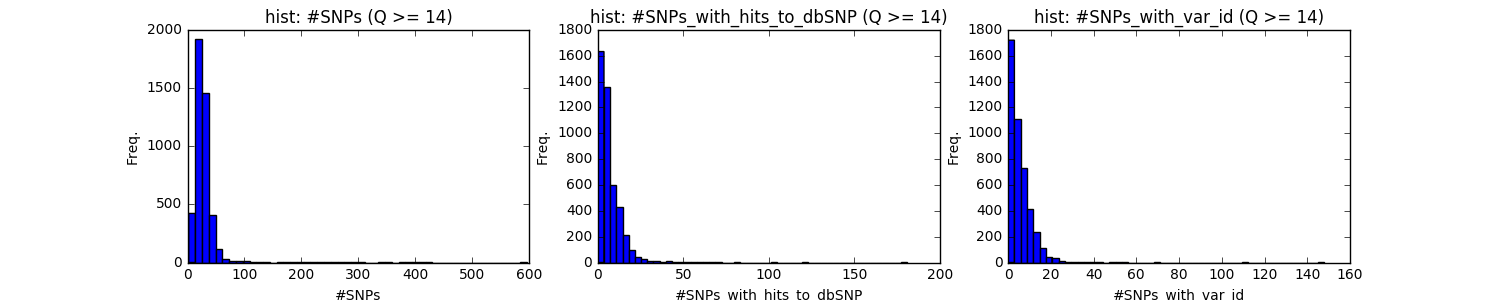 hist: #SNPs (Q >= 14)
2000
1500
1000
500
0
Freq.
0 100 200 300 400 500 600
#SNPs
hist: #SNPs_with_hits_to_dbSNP (Q >= 14)
1800
1600
1400
1200
1000
800
600
400
200
0
Freq.
0 50 100 150 200
#SNPs_with_hits_to_dbSNP
hist: #SNPs_with_var_id (Q >= 14)
1800
1600
1400
1200
1000
800
600
400
200
0
Freq.
0 20 40 60 80 100 120 140 160
#SNPs_with_var_id